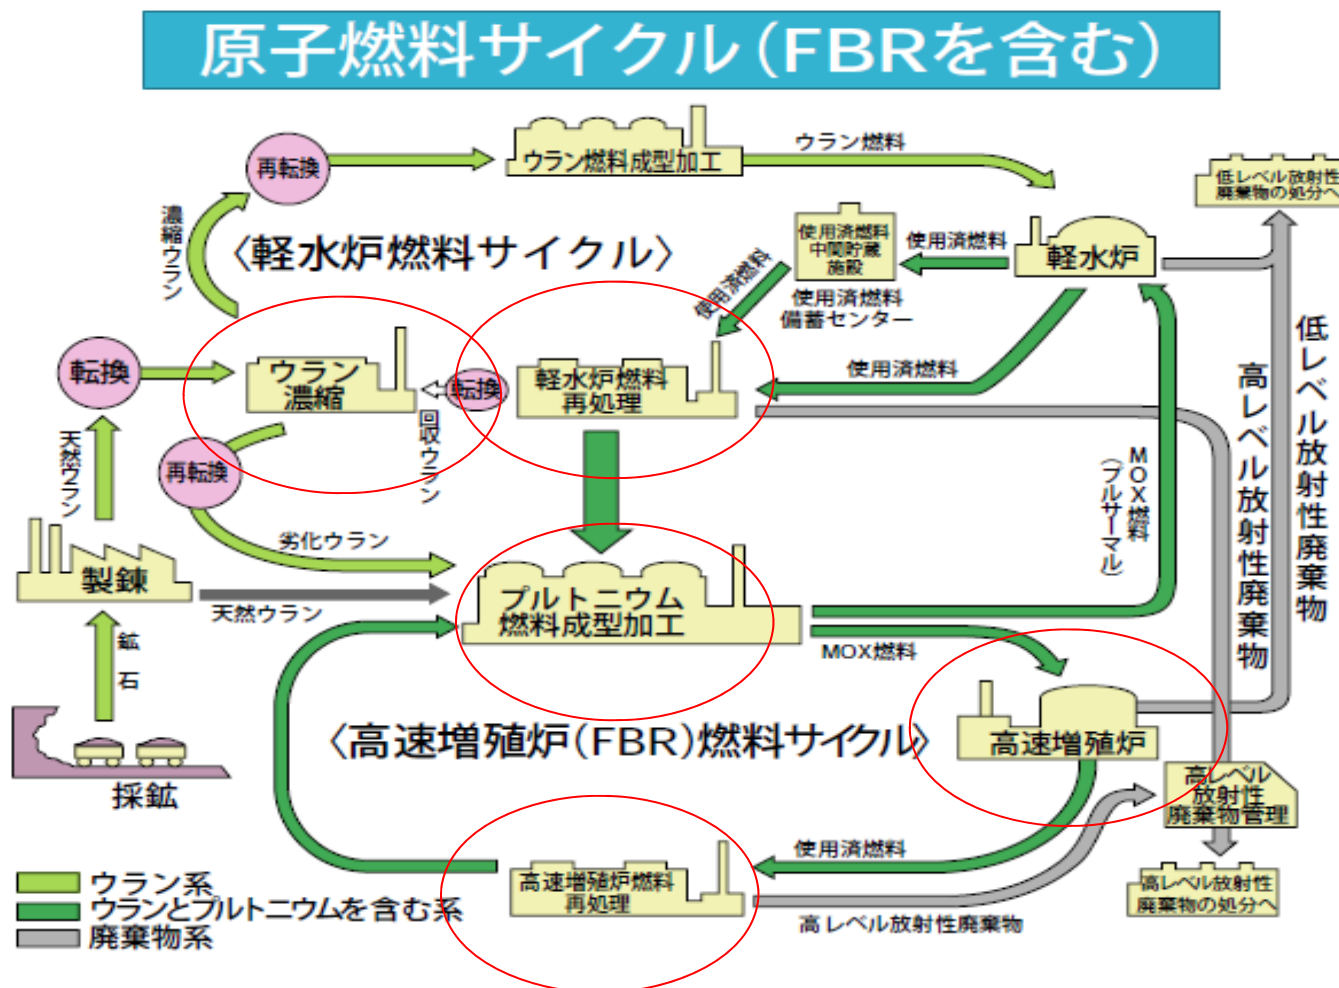 原子燃料サイクル（FBRを含む）
再転換
ウラン燃料成型加工
ウラン燃料
低レベル放射性
廃棄物の処分へ
濃縮ウラン
〈軽水炉燃料サイクル〉
使用済燃料
中間貯蔵
施設
使用済燃料
軽水炉
使用済燃料
使用済燃料
備蓄センター
転換
ウラン
濃縮
転換
回収ウラン
軽水炉燃料
再処理
使用済燃料
高レベル放射性廃棄物
低レベル放射性廃棄物
天然ウラン
再転換
MOX燃料
（プルサーマル）
劣化ウラン
製錬
天然ウラン
プルトニウム
燃料成型加工
MOX燃料
鉱石
〈高速増殖炉(FBR)燃料サイクル〉
高速増殖炉
採鉱
高レベル
放射性
廃棄物管理
使用済燃料
高速増殖炉燃料
再処理
高レベル放射性廃棄物
高レベル放射性
廃棄物の処分へ
ウラン系
ウランとプルトニウムを含む系
廃棄物系